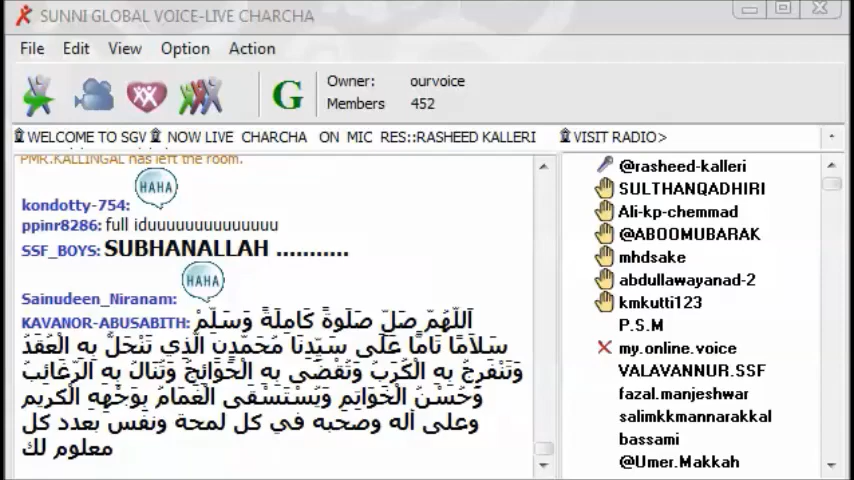 SUNNI GLOBAL VOICE-LIVE CHARCHA
File Edit View Option Action
G
Owner: ourvoice
Members 452
WELCOME TO SGV NOW LIVE CHARCHA ON MIC RES::RASHEED KALLERI VISIT RADIO>
PMR.KALLINGAL has left the room.
HAHA
kondotty-754:
ppinr8286: full iduuuuuuuuuuuuuu
SSF_BOYS: SUBHANALLAH ...........
HAHA
Sainudeen_Niranam:
KAVANOR-ABUSABITH: اَللّٰهُمَّ صَلِّ صَلٰوةً كَامِلَةً وَسَلِّمْ
سَلَامًا تَامًّا عَلٰى سَيِّدِنَا مُحَمَّدِنِ الَّذِي تَنْحَلُّ بِهِ الْعُقَدُ
وَتَنْفَرِجُ بِهِ الْكُرَبُ وَتُقْضٰى بِهِ الْحَوَائِجُ وَتُنَالُ بِهِ الرَّغَائِبُ
وَحُسْنُ الْخَوَاتِمِ وَيُسْتَسْقَى الْغَمَامُ بِوَجْهِهِ الْكَرِيم
وعلى آله وصحبه في كل لمحة ونفس بعدد كل
معلوم لك
@rasheed-kalleri
SULTHANQADHIRI
Ali-kp-chemmad
@ABOOMUBARAK
mhdsake
abdullawayanad-2
kmkutti123
P.S.M
my.online.voice
VALAVANNUR.SSF
fazal.manjeshwar
salimkkmannarakkal
bassami
@Umer.Makkah